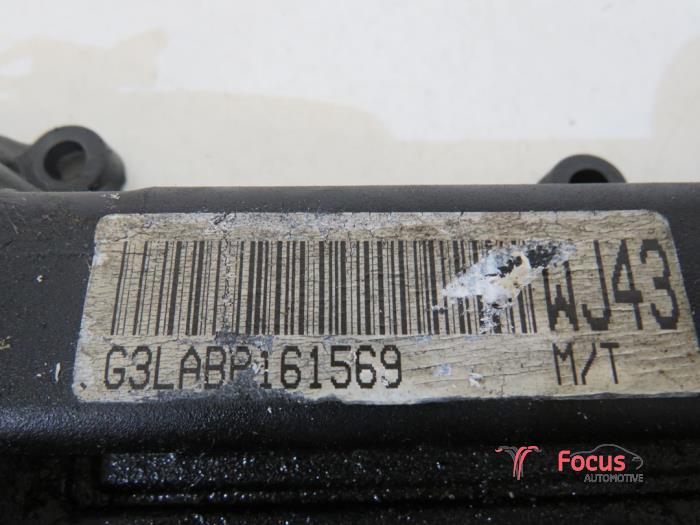 WJ43
G3LABP161569
M/T
Focus
AUTOMOTIVE